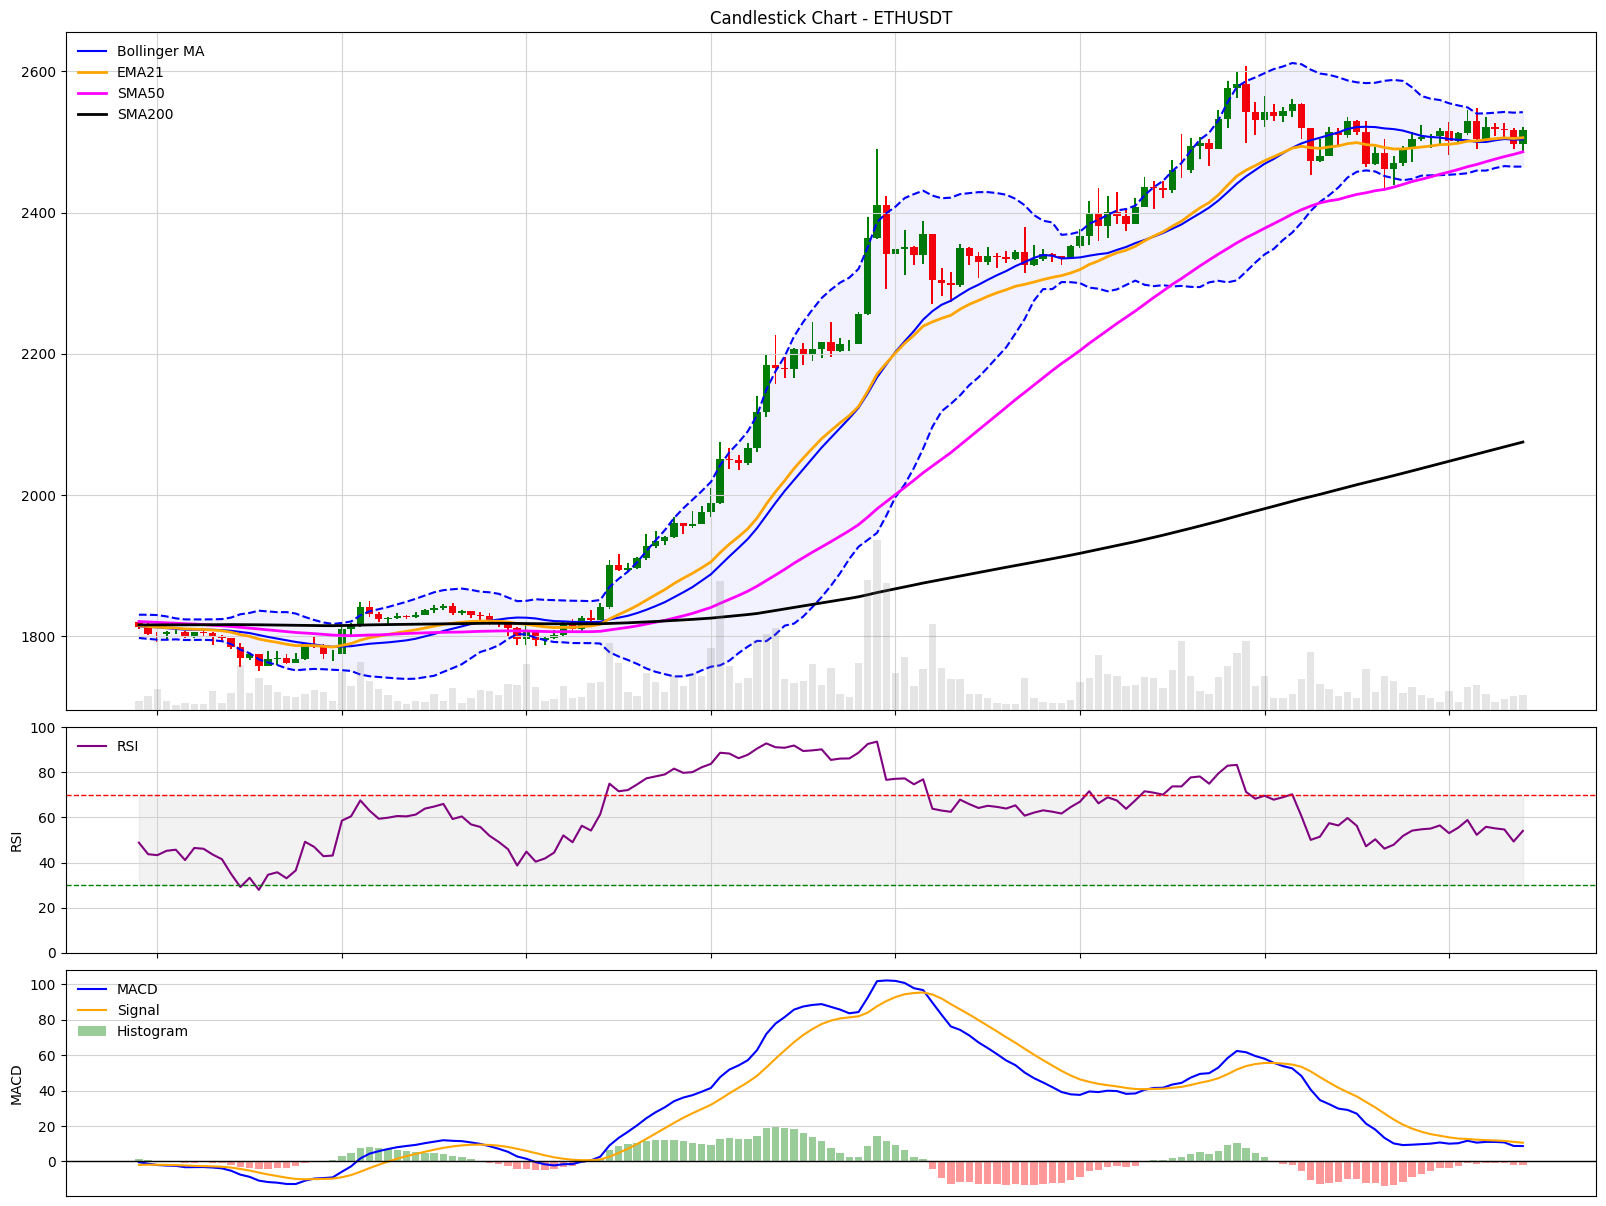 Candlestick Chart - ETHUSDT
Bollinger MA
EMA21
SMA50
SMA200
2600
2400
2200
2000
1800
RSI
100
80
60
40
20
0
RSI
MACD
Signal
Histogram
100
80
60
40
20
0
MACD